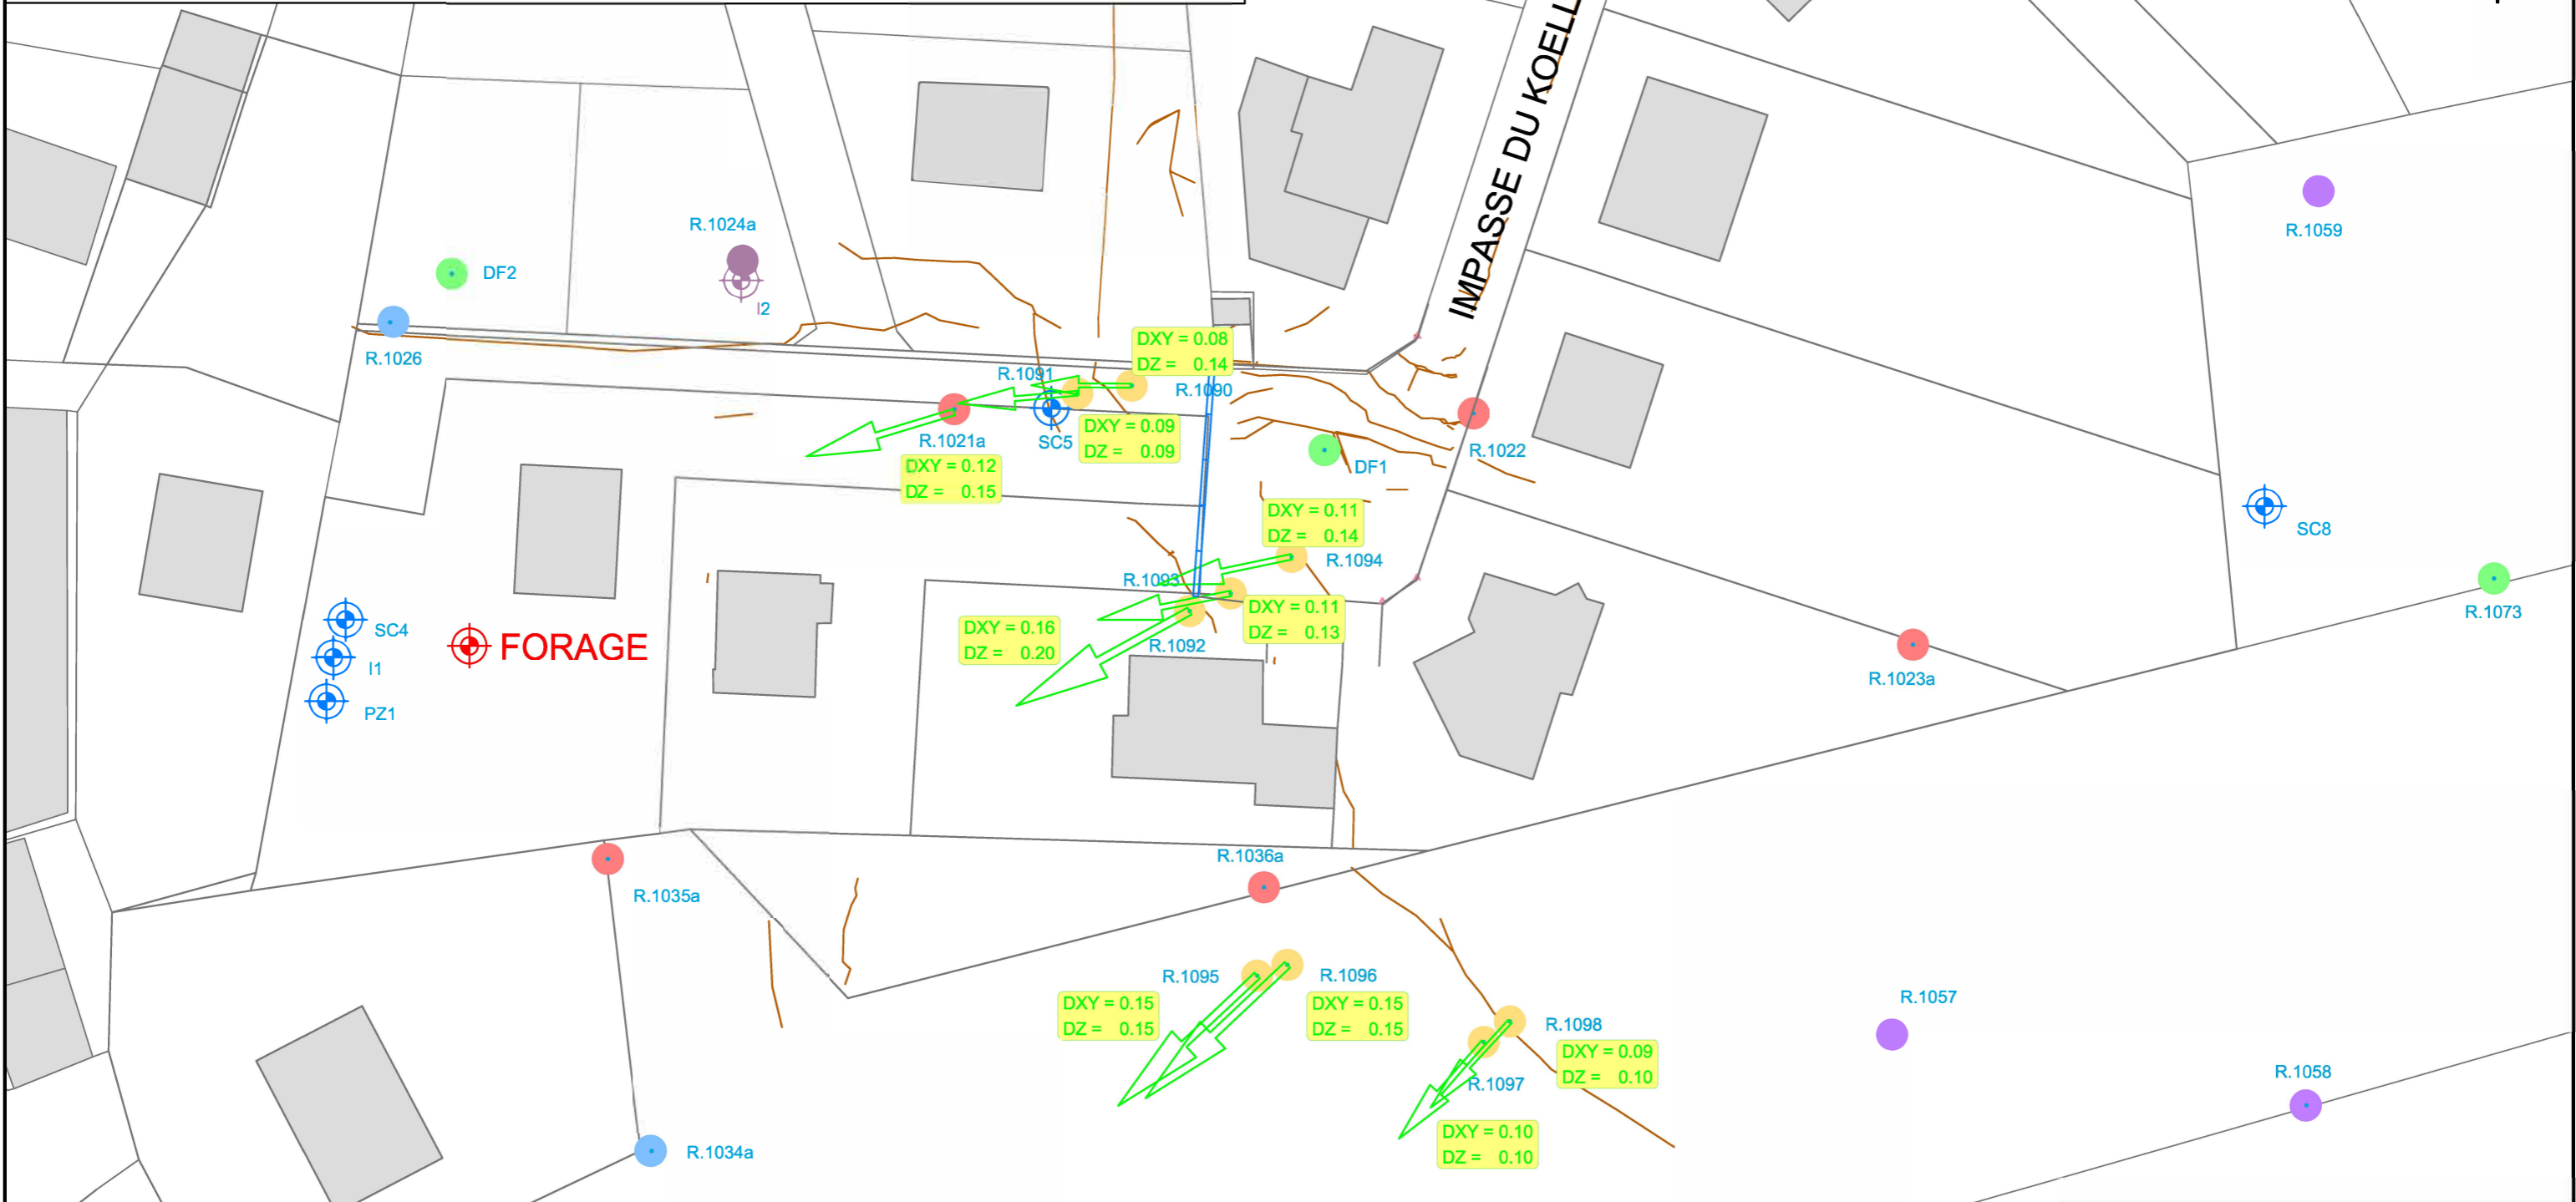 IMPASSE DU KOELL
R.1059
R.1024a
DF2
I2
R.1026
DXY = 0.08
DZ = 0.14
R.1091
R.1090
R.1021a
SC5
DXY = 0.09
DZ = 0.09
DXY = 0.12
DZ = 0.15
R.1022
DF1
DXY = 0.11
DZ = 0.14
R.1094
SC8
R.1093
R.1073
DXY = 0.11
DZ = 0.13
DXY = 0.16
DZ = 0.20
R.1092
SC4
FORAGE
I1
PZ1
R.1023a
R.1036a
R.1035a
R.1095
R.1096
DXY = 0.15
DZ = 0.15
DXY = 0.15
DZ = 0.15
R.1057
R.1098
DXY = 0.09
DZ = 0.10
R.1097
R.1058
DXY = 0.10
DZ = 0.10
R.1034a